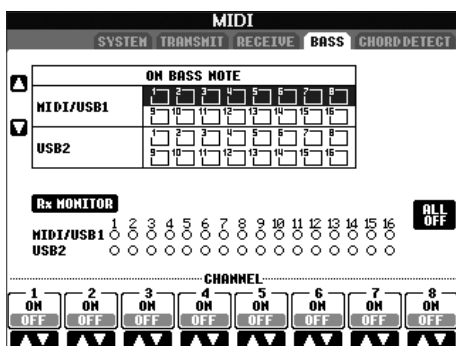 MIDI
SYSTEM TRANSMIT RECEIVE BASS CHORD DETECT
ON BASS NOTE
MIDI/USB1
1 2 3 4 5 6 7 8
9 10 11 12 13 14 15 16
USB2
1 2 3 4 5 6 7 8
9 10 11 12 13 14 15 16
Rx MONITOR
1 2 3 4 5 6 7 8 9 10 11 12 13 14 15 16
MIDI/USB1
USB2
ALL OFF
CHANNEL
1 2 3 4 5 6 7 8
ON ON ON ON ON ON ON ON
OFF OFF OFF OFF OFF OFF OFF OFF